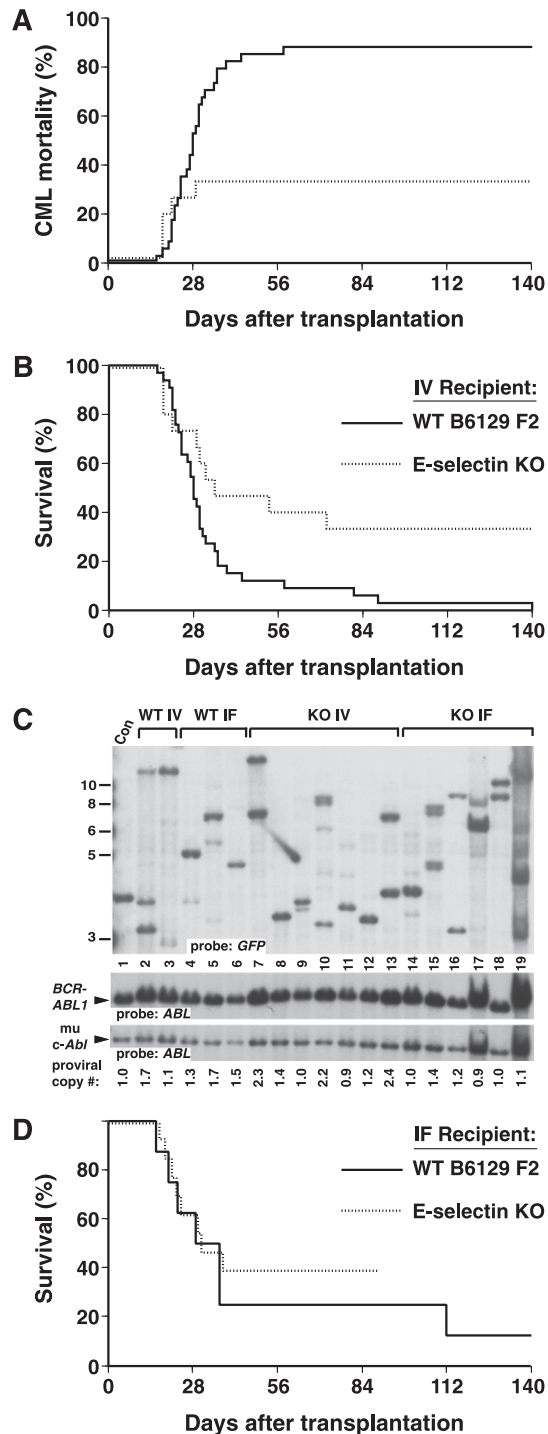 A
CML mortality (%)
100
80
60
40
20
0
0 28 56 84 112 140
Days after transplantation
B
Survival (%)
100
80
60
40
20
0
IV Recipient:
WT B6129 F2
E-selectin KO
0 28 56 84 112 140
Days after transplantation
C
Con WT IV WT IF KO IV KO IF
10
8
6
5
3
probe: GFP
1 2 3 4 5 6 7 8 9 10 11 12 13 14 15 16 17 18 19
BCR-
ABL1
probe: ABL
mu
c-Abl
probe: ABL
proviral
copy #:
1.0 1.7 1.1 1.3 1.7 1.5 2.3 1.4 1.0 2.2 0.9 1.2 2.4 1.0 1.4 1.2 0.9 1.0 1.1
D
Survival (%)
80
60
40
20
0
IF Recipient:
WT B6129 F2
E-selectin KO
0 28 56 84 112 140
Days after transplantation